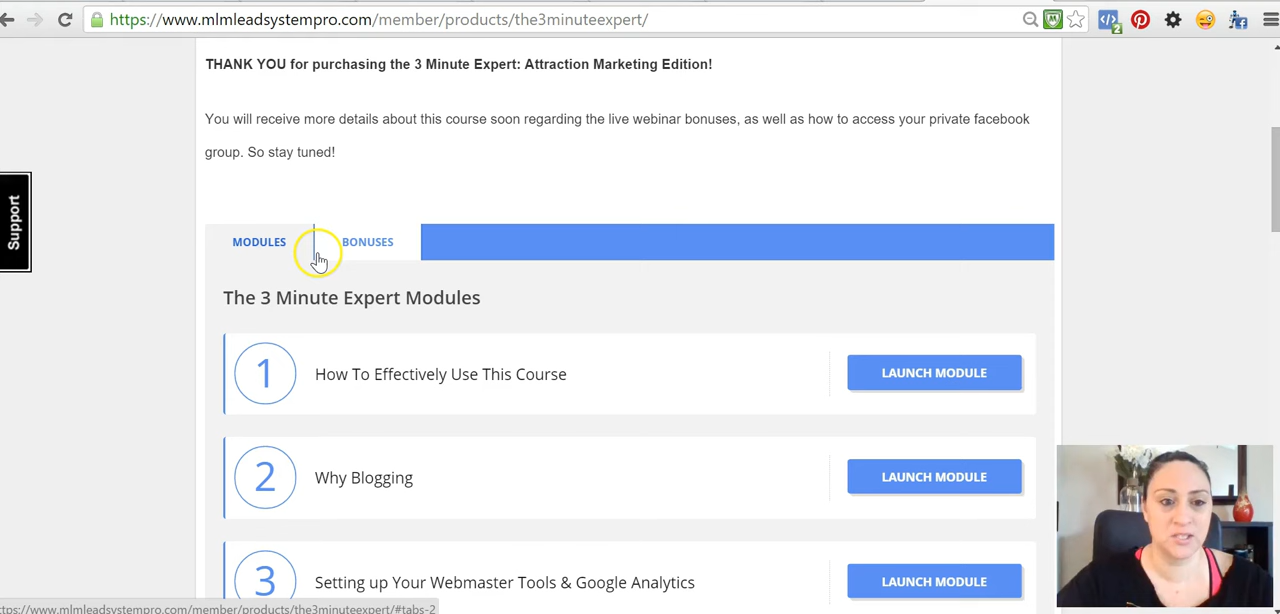 https://www.mlmleadsystempro.com/member/products/the3minuteexpert/
2
THANK YOU for purchasing the 3 Minute Expert: Attraction Marketing Edition!
You will receive more details about this course soon regarding the live webinar bonuses, as well as how to access your private facebook
group. So stay tuned!
Support
MODULES BONUSES
The 3 Minute Expert Modules
1 How To Effectively Use This Course LAUNCH MODULE
2 Why Blogging LAUNCH MODULE
3 Setting up Your Webmaster Tools & Google Analytics LAUNCH MODULE
ttps://www.mlmleadsystempro.com/member/products/the3minuteexpert/#tabs-2